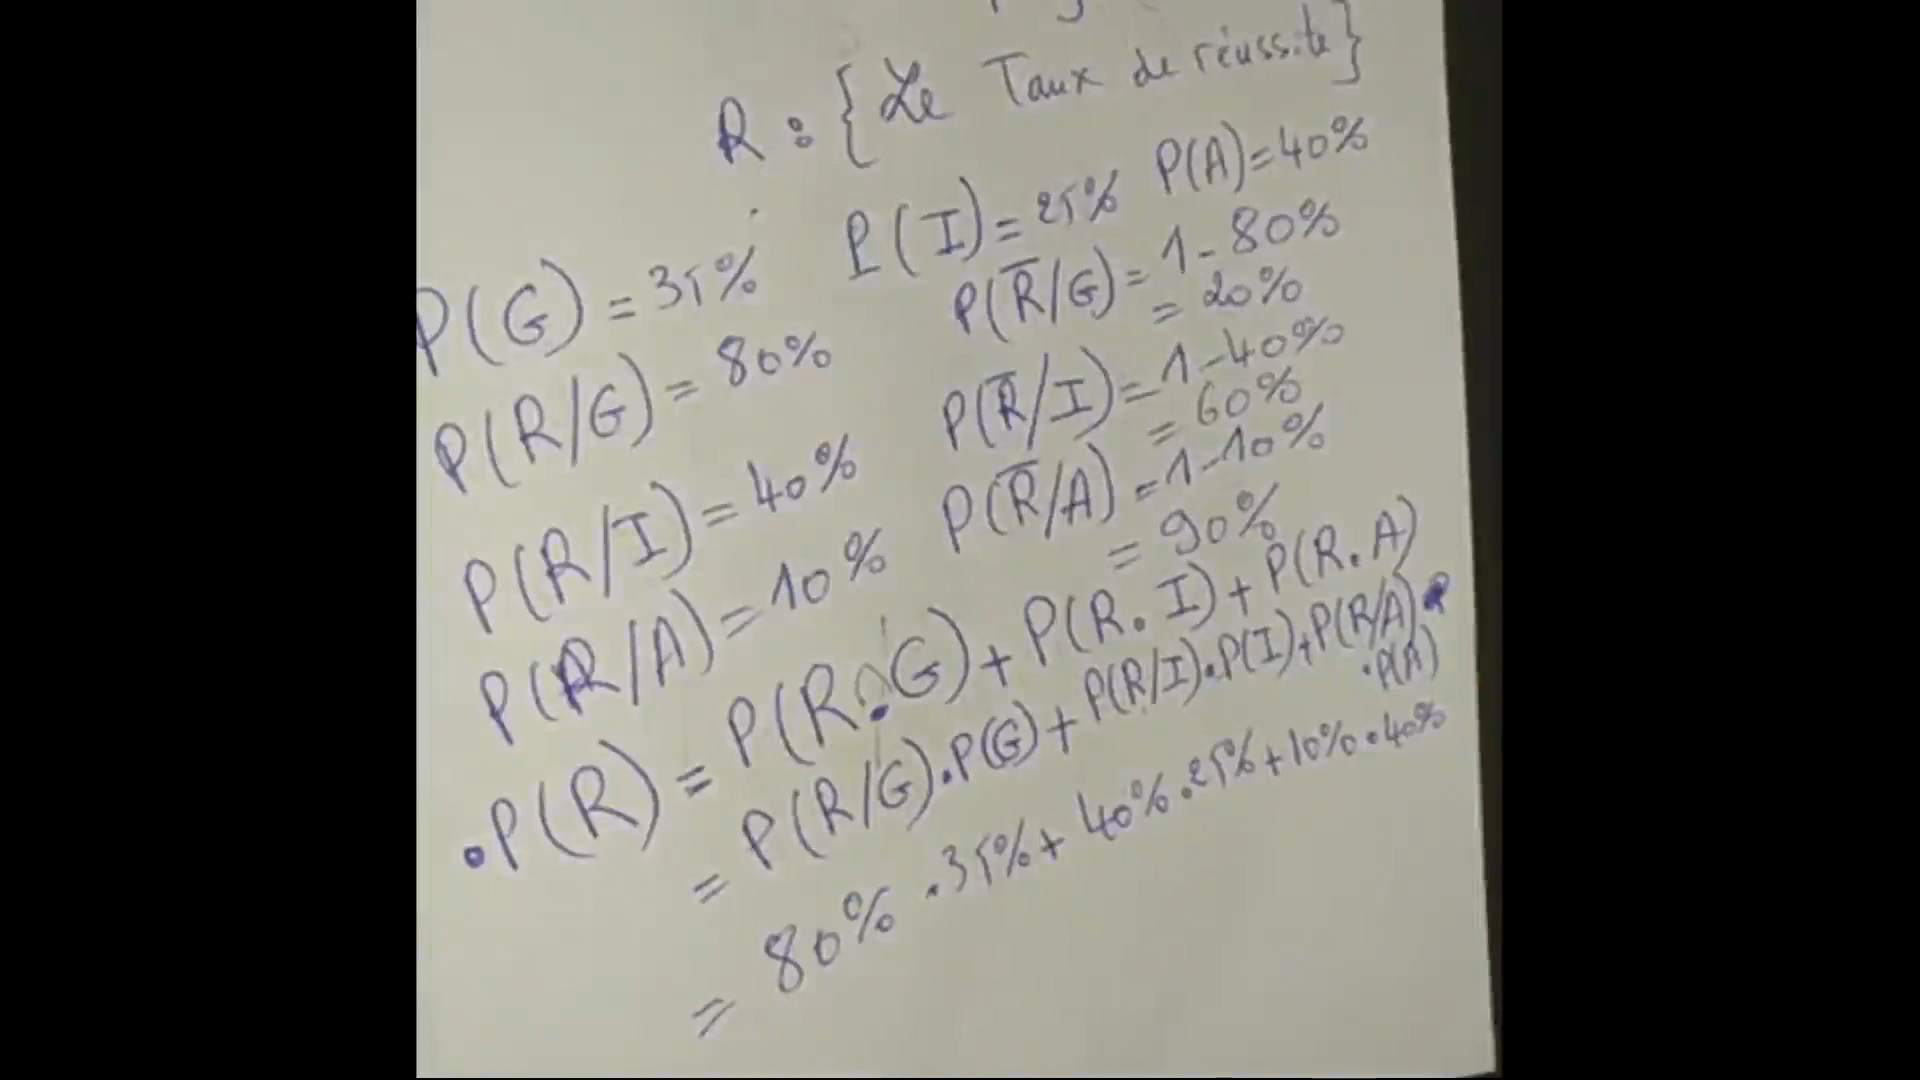 R : {Le Taux de réussite}
P(G) = 35% P(I) = 25% P(A) = 40%
P(R/G) = 80% P(R̅/G) = 1 - 80%
= 20%
P(R/I) = 40% P(R̅/I) = 1 - 40%
= 60%
P(R/A) = 10% P(R̅/A) = 1 - 10%
= 90%
.P(R) = P(R.G) + P(R.I) + P(R.A)
= P(R/G).P(G) + P(R/I).P(I) + P(R/A)
.P(A)
= 80% . 35% + 40% . 25% + 10% . 40%